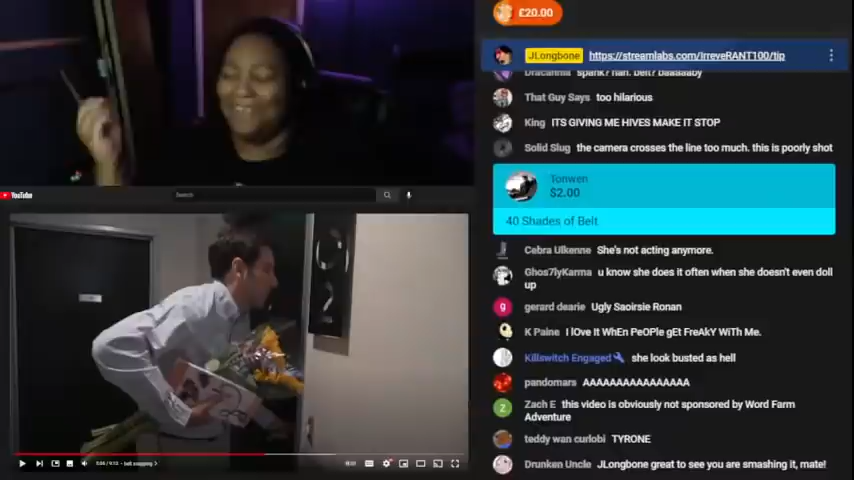 £20.00
JLongbone https://streamlabs.com/IrreveRANT100/tip
Dracannia spank? nah. belt? baaaaaby
That Guy Says too hilarious
King ITS GIVING ME HIVES MAKE IT STOP
Solid Slug the camera crosses the line too much. this is poorly shot
Tonwen
$2.00
40 Shades of Belt
Cebra Ulkenne She's not acting anymore.
Ghos7lyKarma u know she does it often when she doesn't even doll
up
gerard dearie Ugly Saoirsie Ronan
K Paine I lOve It WhEn PeOPle gEt FreAkY WiTh Me.
Killswitch Engaged she look busted as hell
pandomars AAAAAAAAAAAAAAAA
Zach E this video is obviously not sponsored by Word Farm
Adventure
teddy wan curlobi TYRONE
Drunken Uncle JLongbone great to see you are smashing it, mate!
YouTube
Search